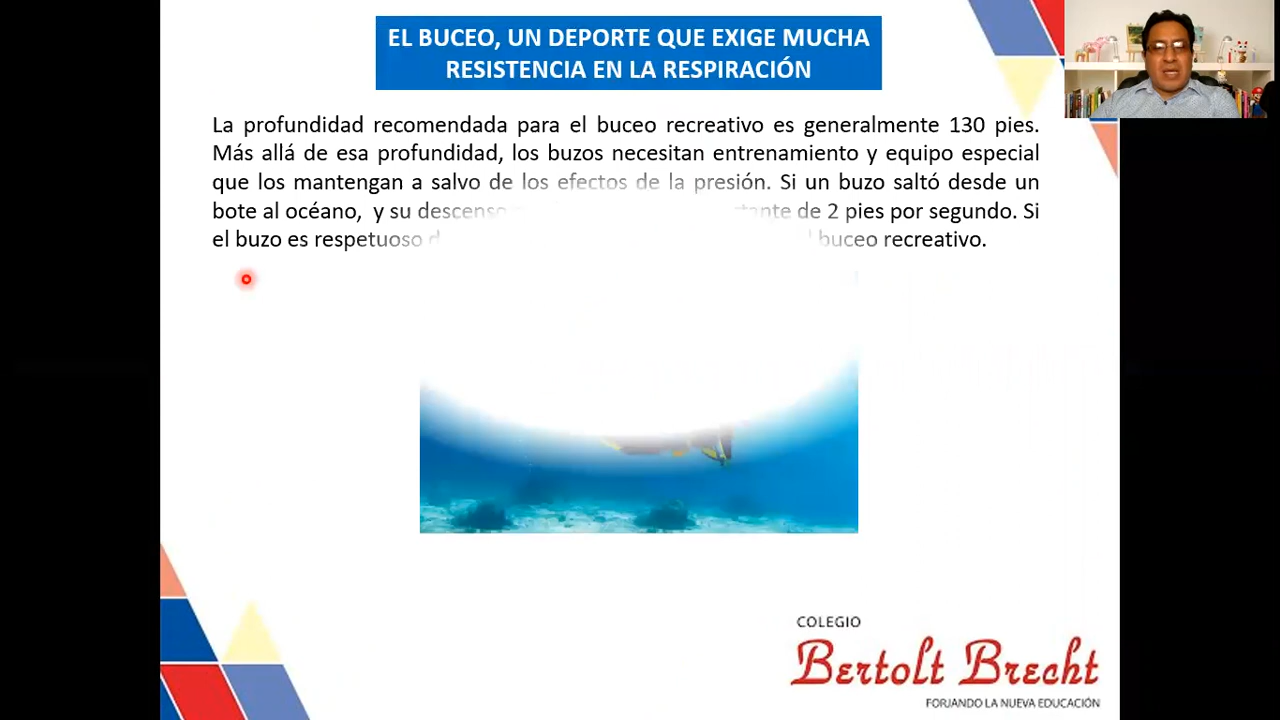 EL BUCEO, UN DEPORTE QUE EXIGE MUCHA
RESISTENCIA EN LA RESPIRACIÓN
La profundidad recomendada para el buceo recreativo es generalmente 130 pies.
Más allá de esa profundidad, los buzos necesitan entrenamiento y equipo especial
que los mantengan a salvo de los efectos de la presión. Si un buzo saltó desde un
bote al océano, y su descenso de 2 pies por segundo. Si
el buzo es respetuoso buceo recreativo.
COLEGIO
Bertolt Brecht
FORJANDO LA NUEVA EDUCACIÓN